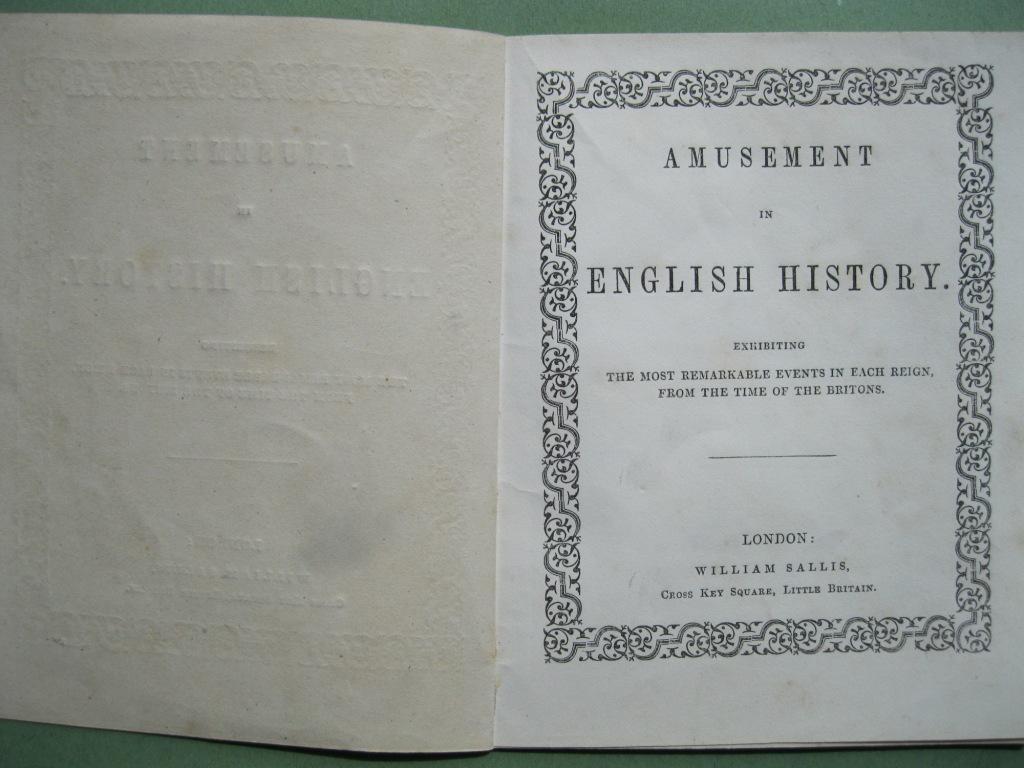 AMUSEMENT
IN
ENGLISH HISTORY.
EXHIBITING
THE MOST REMARKABLE EVENTS IN EACH REIGN,
FROM THE TIME OF THE BRITONS.
LONDON:
WILLIAM SALLIS,
CROSS KEY SQUARE, LITTLE BRITAIN.